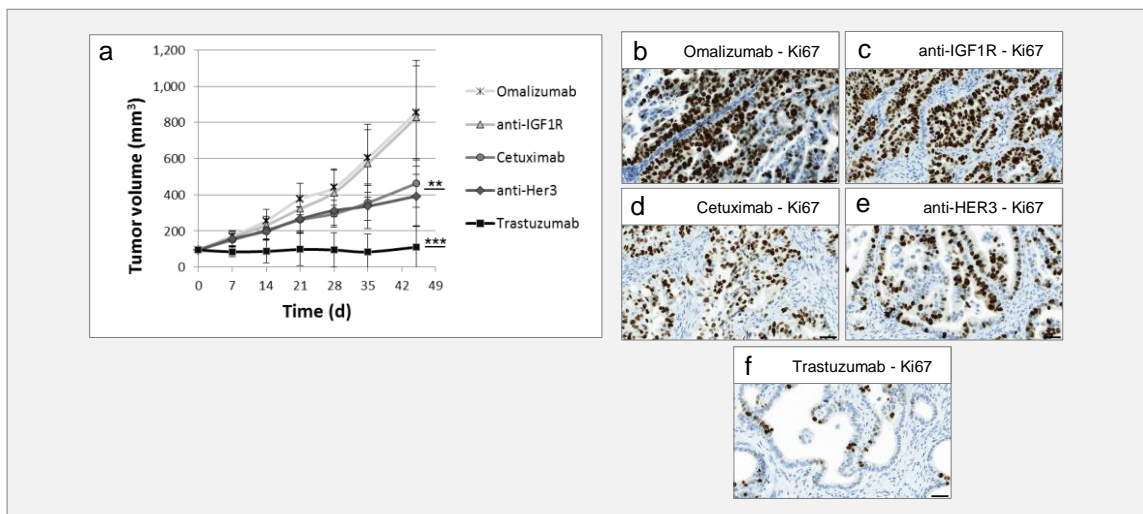 a
Tumor volume (mm³)
1,200
1,000
800
600
400
200
0
0 7 14 21 28 35 42 49
Time (d)
Omalizumab
anti-IGF1R
Cetuximab
anti-Her3
Trastuzumab
**
***
b Omalizumab - Ki67
c anti-IGF1R - Ki67
d Cetuximab - Ki67
e anti-HER3 - Ki67
f Trastuzumab - Ki67